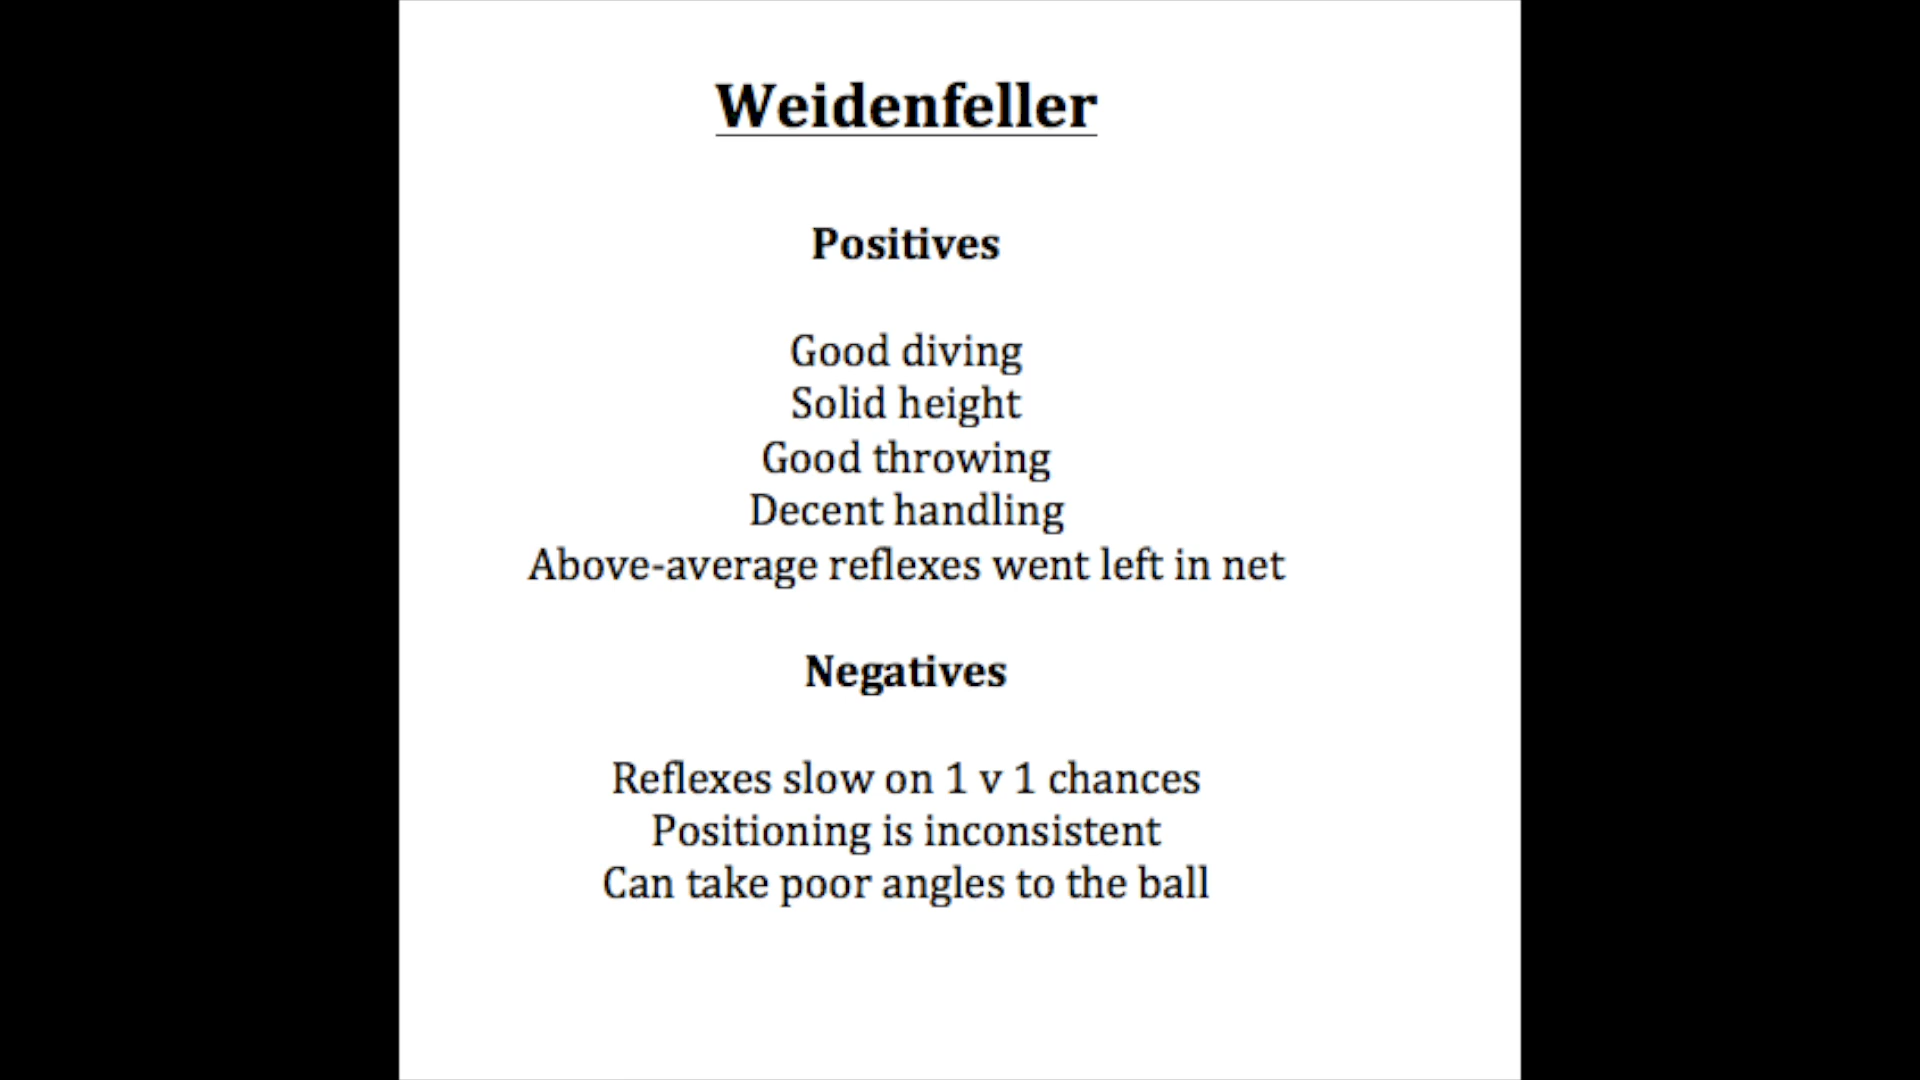 Weidenfeller
Positives
Good diving
Solid height
Good throwing
Decent handling
Above-average reflexes went left in net
Negatives
Reflexes slow on 1 v 1 chances
Positioning is inconsistent
Can take poor angles to the ball